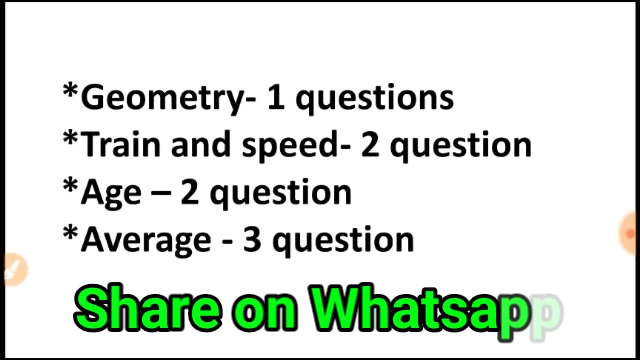 *Geometry- 1 questions
*Train and speed- 2 question
*Age – 2 question
*Average - 3 question
Share on Whatsapp